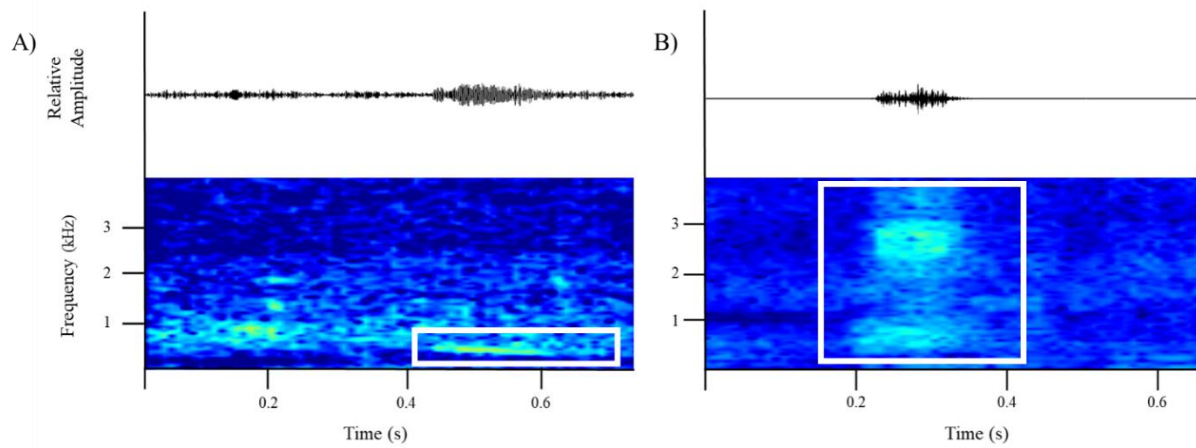 A)
Relative
Amplitude
Frequency (kHz)
3
2
1
0.2
0.4
0.6
Time (s)
B)
3
2
1
0.2
0.4
0.6
Time (s)